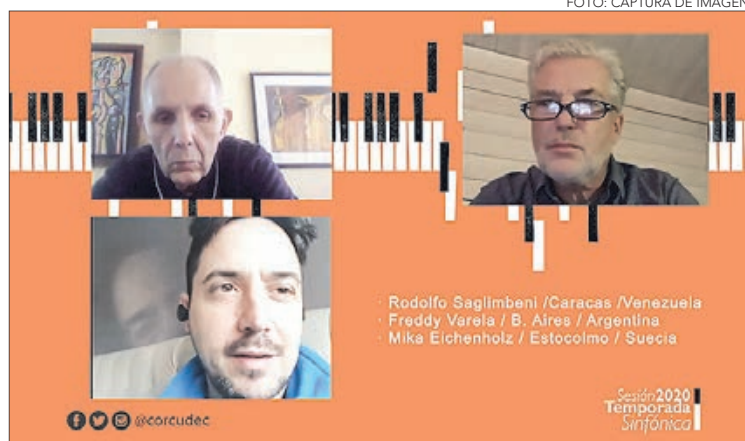 FOTO: CAPTURA DE IMAGEN
· Rodolfo Saglimbeni /Caracas /Venezuela
· Freddy Varela / B. Aires / Argentina
· Mika Eichenholz / Estocolmo / Suecia
@corcudec
Sesión2020
Temporada
Sinfónica